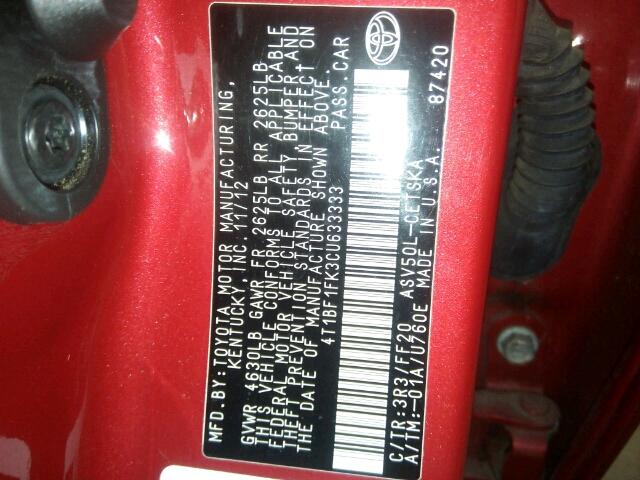 MFD. BY: TOYOTA MOTOR MANUFACTURING,
KENTUCKY, INC. 11/12
GVWR 4630LB GAWR FR 2625LB RR 2625LB
THIS VEHICLE CONFORMS TO ALL APPLICABLE
FEDERAL MOTOR VEHICLE SAFETY BUMPER AND
THEFT PREVENTION STANDARDS IN EFFECT ON
THE DATE OF MANUFACTURE SHOWN ABOVE.
4T1BF1FK3CU633333 PASS. CAR
C/TR: 3R3/FF20 ASV50L-CETSKA
A/TM: -01A/U760E MADE IN U.S.A. 87420